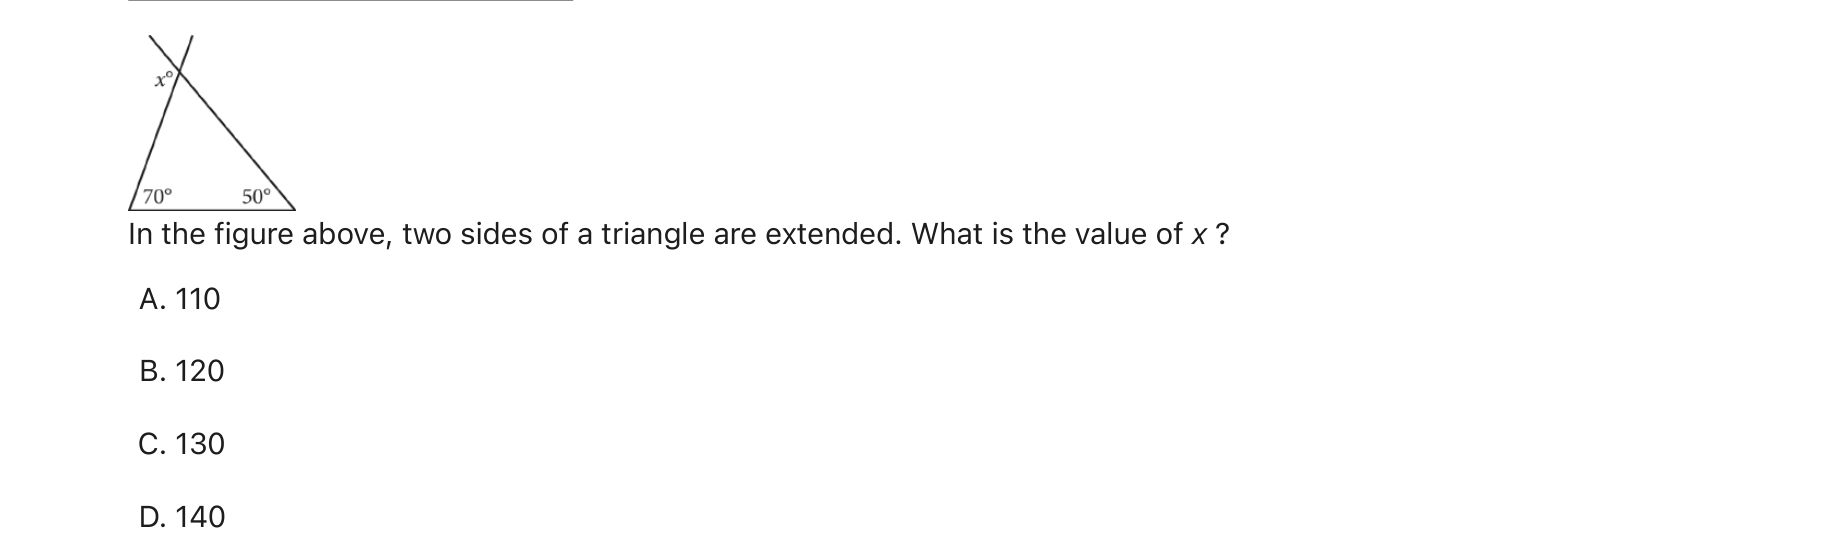 x°
70° 50°
In the figure above, two sides of a triangle are extended. What is the value of x ?
A. 110
B. 120
C. 130
D. 140